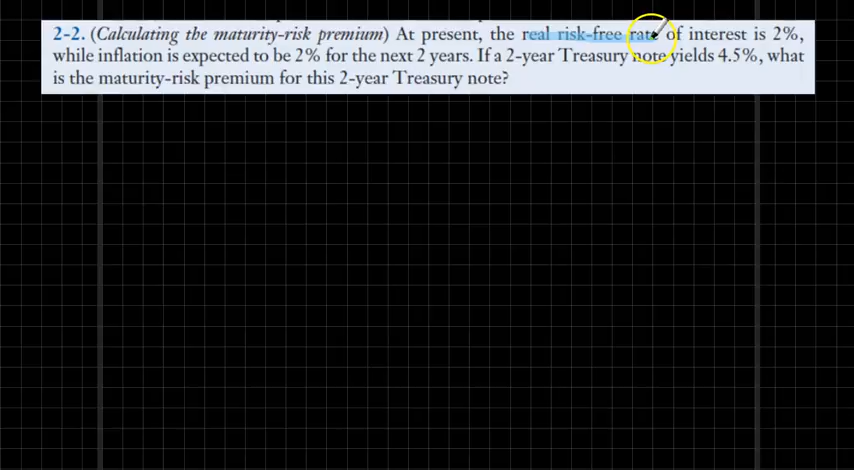 2-2. (Calculating the maturity-risk premium) At present, the real risk-free rate of interest is 2%,
while inflation is expected to be 2% for the next 2 years. If a 2-year Treasury note yields 4.5%, what
is the maturity-risk premium for this 2-year Treasury note?